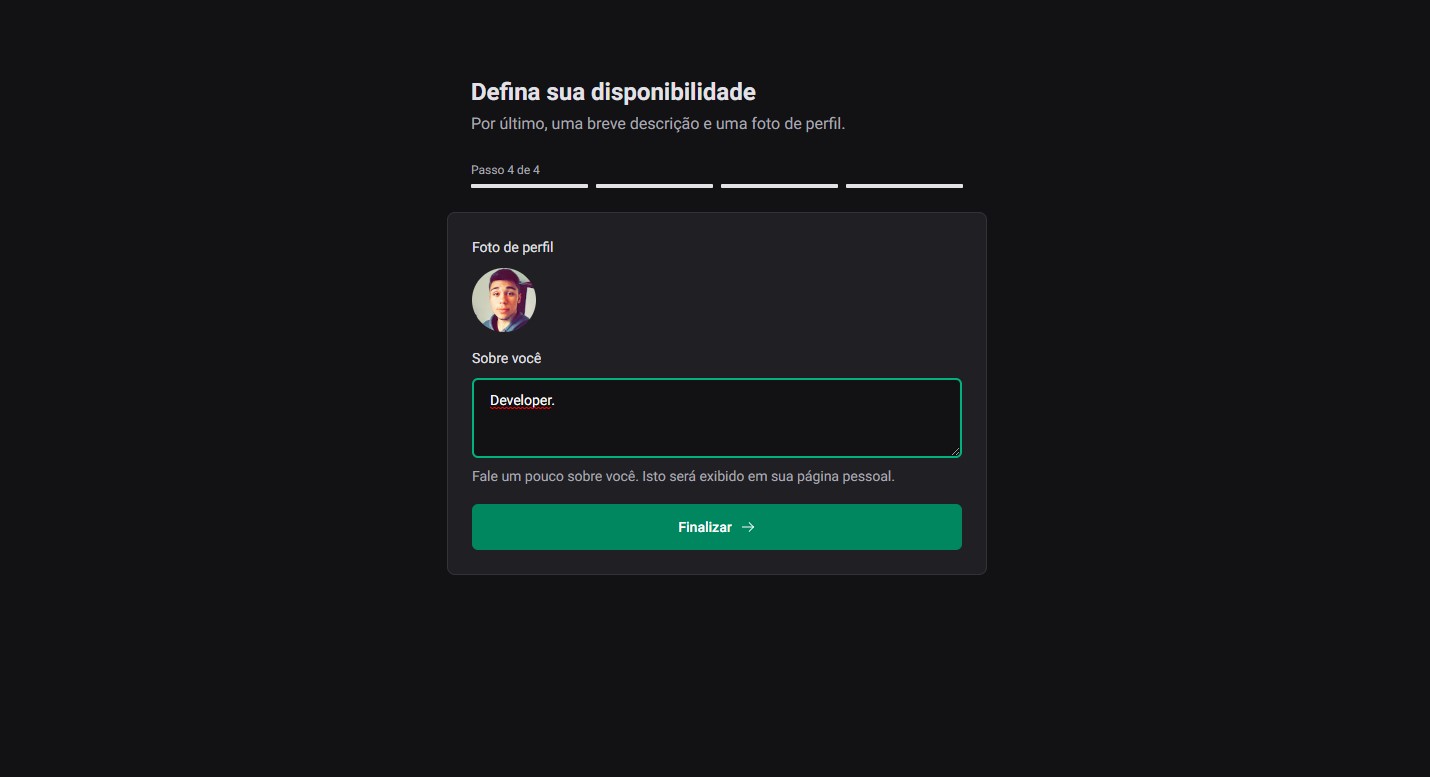 Defina sua disponibilidade
Por último, uma breve descrição e uma foto de perfil.
Passo 4 de 4
Foto de perfil
Sobre você
Developer.
Fale um pouco sobre você. Isto será exibido em sua página pessoal.
Finalizar →